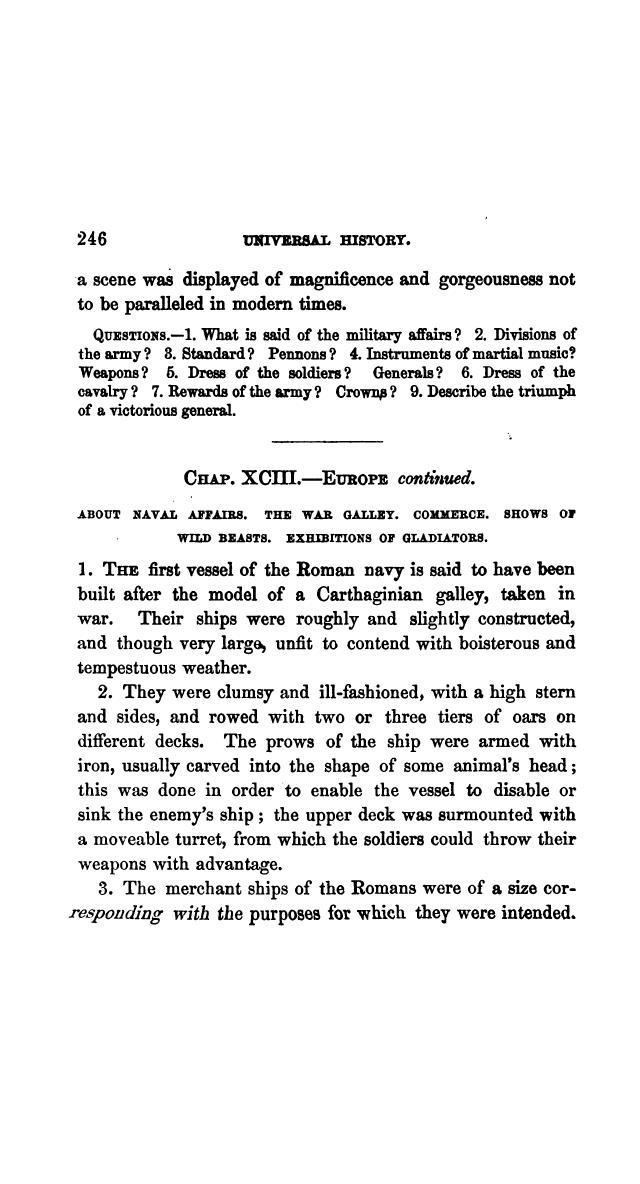 246 UNIVERSAL HISTORY.
a scene was displayed of magnificence and gorgeousness not
to be paralleled in modern times.
QUESTIONS.—1. What is said of the military affairs? 2. Divisions of
the army? 3. Standard? Pennons? 4. Instruments of martial music?
Weapons? 5. Dress of the soldiers? Generals? 6. Dress of the
cavalry? 7. Rewards of the army? Crowns? 9. Describe the triumph
of a victorious general.
CHAP. XCIII.—EUROPE continued.
ABOUT NAVAL AFFAIRS. THE WAR GALLEY. COMMERCE. SHOWS OF
WILD BEASTS. EXHIBITIONS OF GLADIATORS.
1. THE first vessel of the Roman navy is said to have been
built after the model of a Carthaginian galley, taken in
war. Their ships were roughly and slightly constructed,
and though very large, unfit to contend with boisterous and
tempestuous weather.
2. They were clumsy and ill-fashioned, with a high stern
and sides, and rowed with two or three tiers of oars on
different decks. The prows of the ship were armed with
iron, usually carved into the shape of some animal's head;
this was done in order to enable the vessel to disable or
sink the enemy's ship; the upper deck was surmounted with
a moveable turret, from which the soldiers could throw their
weapons with advantage.
3. The merchant ships of the Romans were of a size cor-
responding with the purposes for which they were intended.